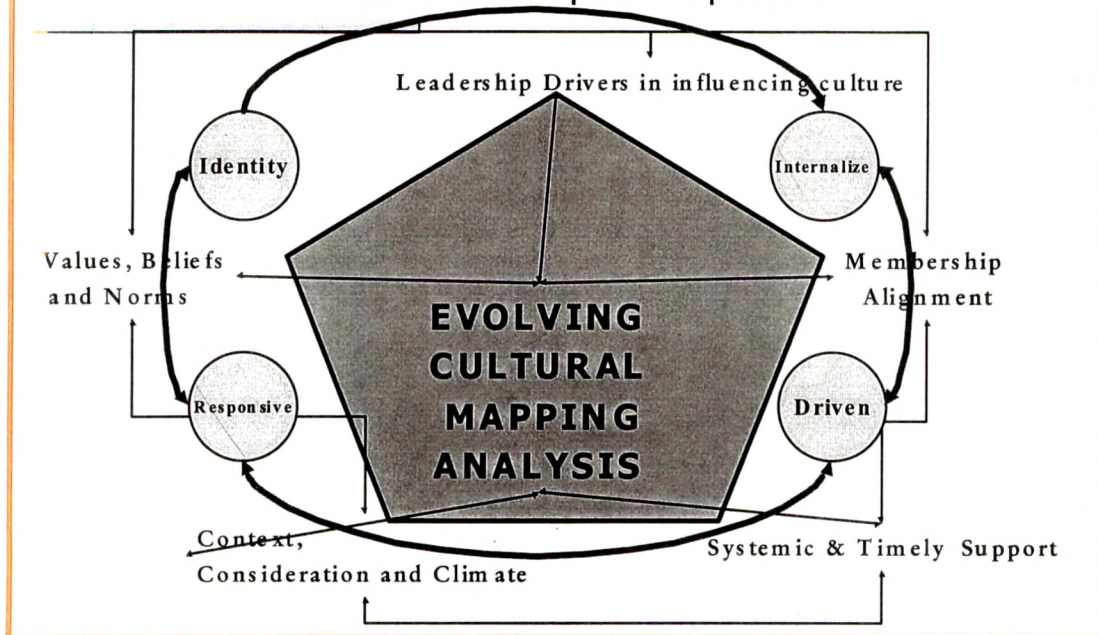 Leadership Drivers in influencing culture
Identity
Internalize
Values, Beliefs
and Norms
Membership
Alignment
EVOLVING
CULTURAL
MAPPING
ANALYSIS
Responsive
Driven
Context,
Consideration and Climate
Systemic & Timely Support